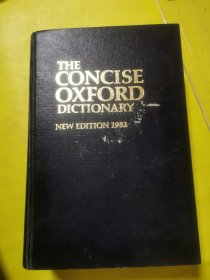 THE
CONCISE
OXFORD
DICTIONARY
NEW EDITION 1982